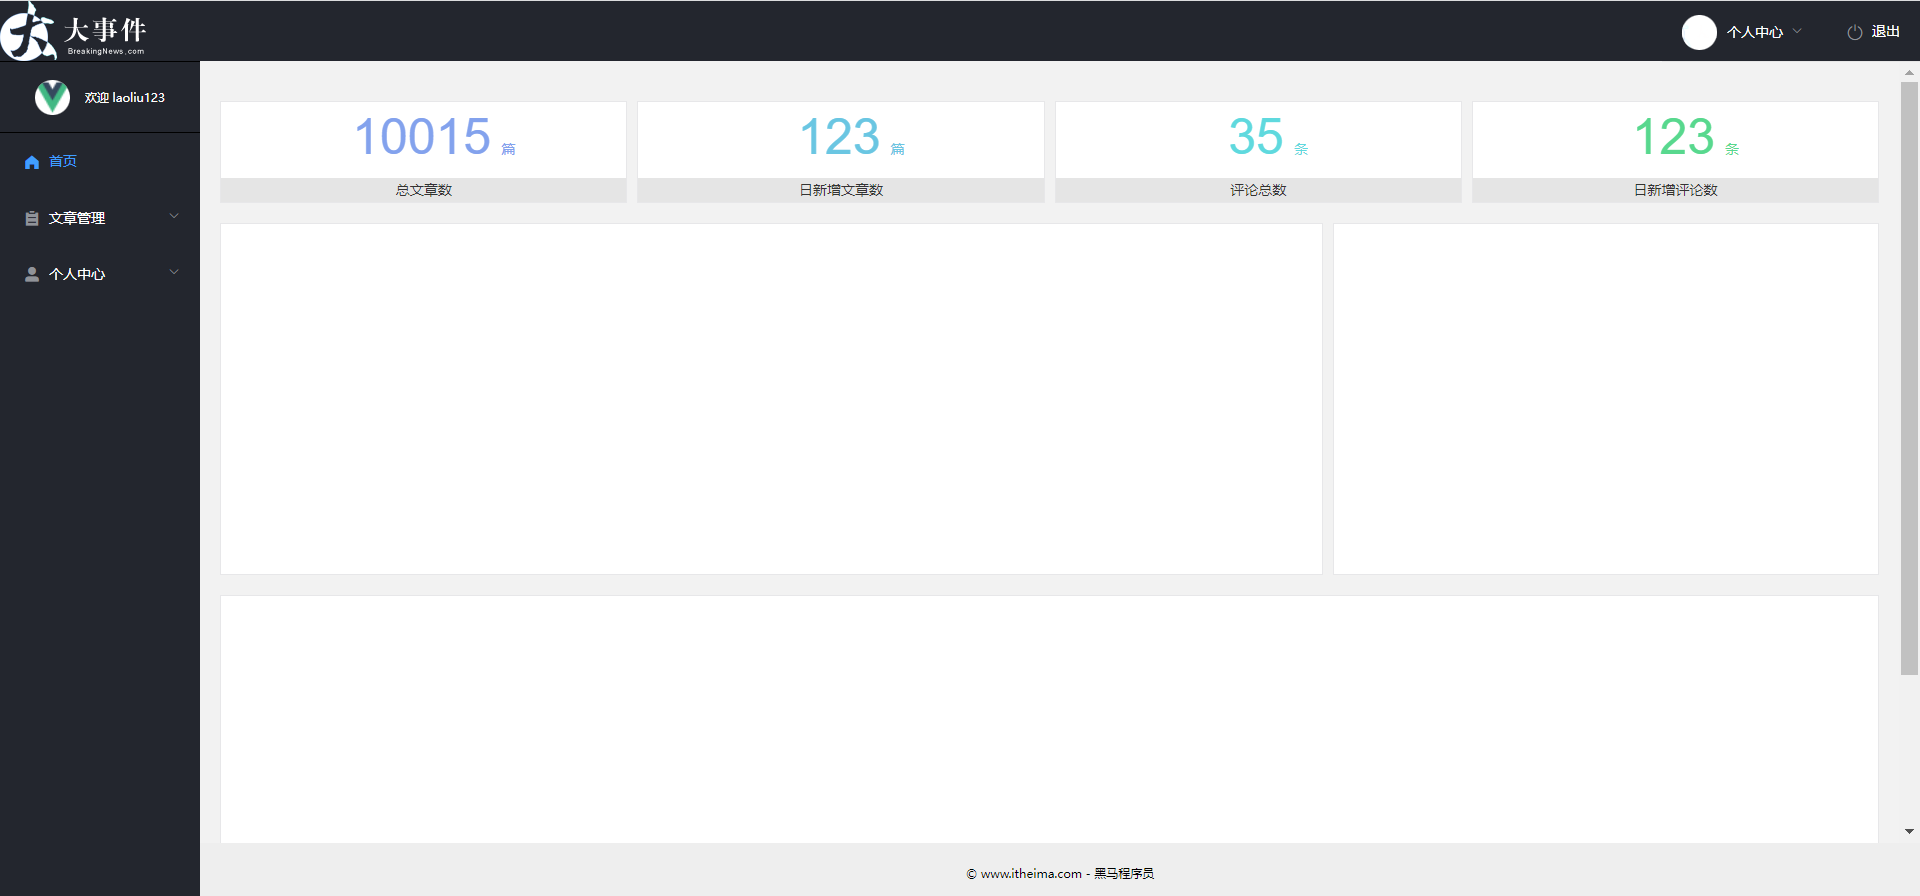 大事件
BreakingNews.com
个人中心
退出
欢迎 laoliu123
首页
文章管理
个人中心
10015 篇
总文章数
123 篇
日新增文章数
35 条
评论总数
123 条
日新增评论数
© www.itheima.com - 黑马程序员